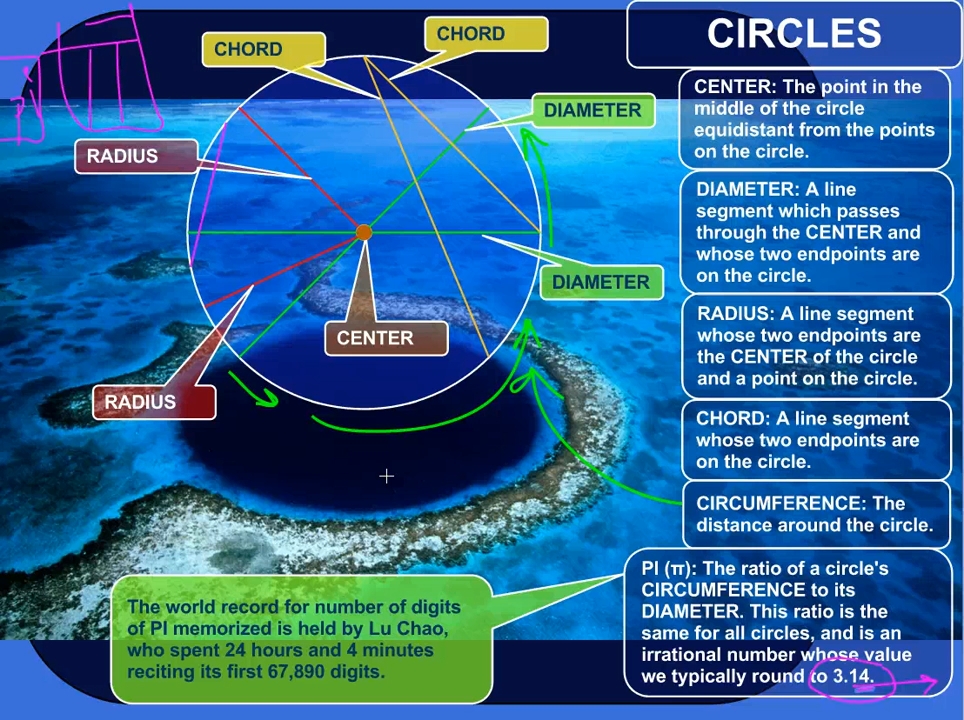 CIRCLES
CHORD
CHORD
DIAMETER
RADIUS
DIAMETER
CENTER
RADIUS
CENTER: The point in the
middle of the circle
equidistant from the points
on the circle.
DIAMETER: A line
segment which passes
through the CENTER and
whose two endpoints are
on the circle.
RADIUS: A line segment
whose two endpoints are
the CENTER of the circle
and a point on the circle.
CHORD: A line segment
whose two endpoints are
on the circle.
CIRCUMFERENCE: The
distance around the circle.
PI (π): The ratio of a circle's
CIRCUMFERENCE to its
DIAMETER. This ratio is the
same for all circles, and is an
irrational number whose value
we typically round to 3.14.
The world record for number of digits
of PI memorized is held by Lu Chao,
who spent 24 hours and 4 minutes
reciting its first 67,890 digits.